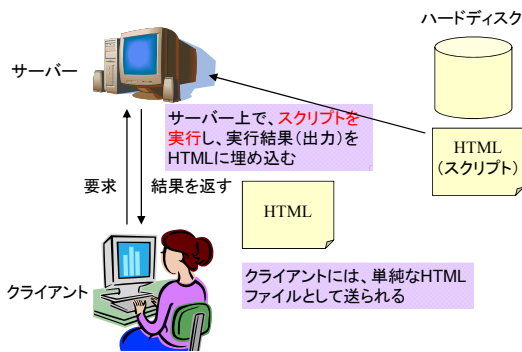 ハードディスク
サーバー
サーバー上で、スクリプトを
実行し、実行結果(出力)を
HTMLに埋め込む
HTML
(スクリプト)
要求
結果を返す
HTML
クライアント
クライアントには、単純なHTML
ファイルとして送られる